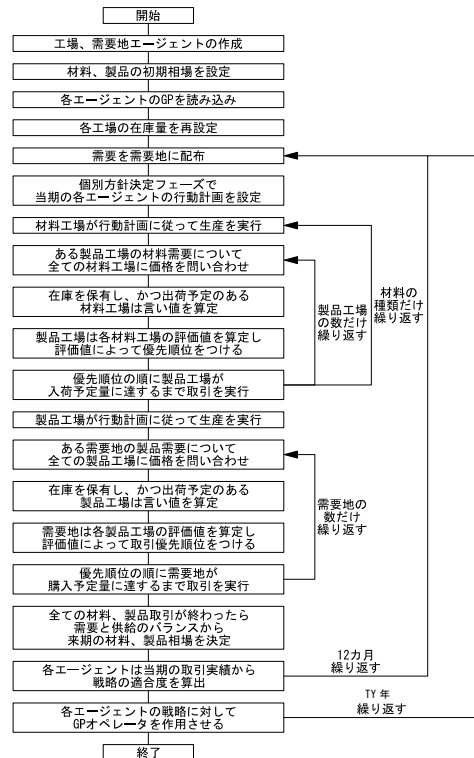 開始
工場、需要地エージェントの作成
材料、製品の初期相場を設定
各エージェントのGPを読み込み
各工場の在庫量を再設定
需要を需要地に配布
個別方針決定フェーズで
当期の各エージェントの行動計画を設定
材料工場が行動計画に従って生産を実行
ある製品工場の材料需要について
全ての材料工場に価格を問い合わせ
在庫を保有し、かつ出荷予定のある
材料工場は言い値を算定
製品工場は各材料工場の評価値を算定し
評価値によって優先順位をつける
優先順位の順に製品工場が
入荷予定量に達するまで取引を実行
製品工場の
数だけ
繰り返す
材料の
種類だけ
繰り返す
製品工場が行動計画に従って生産を実行
ある需要地の製品需要について
全ての製品工場に価格を問い合わせ
在庫を保有し、かつ出荷予定のある
製品工場は言い値を算定
需要地は各製品工場の評価値を算定し
評価値によって取引優先順位をつける
優先順位の順に需要地が
購入予定量に達するまで取引を実行
需要地の
数だけ
繰り返す
全ての材料、製品取引が終わったら
需要と供給のバランスから
来期の材料、製品相場を決定
各エージェントは当期の取引実績から
戦略の適合度を算出
12カ月
繰り返す
各エージェントの戦略に対して
GPオペレータを作用させる
TY 年
繰り返す
終了